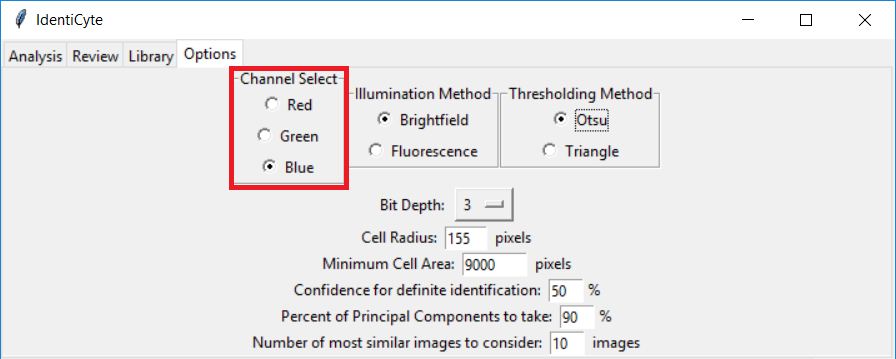 IdentiCyte
Analysis Review Library Options
Channel Select
Red
Green
Blue
Illumination Method
Brightfield
Fluorescence
Thresholding Method
Otsu
Triangle
Bit Depth: 3
Cell Radius: 155 pixels
Minimum Cell Area: 9000 pixels
Confidence for definite identification: 50 %
Percent of Principal Components to take: 90 %
Number of most similar images to consider: 10 images